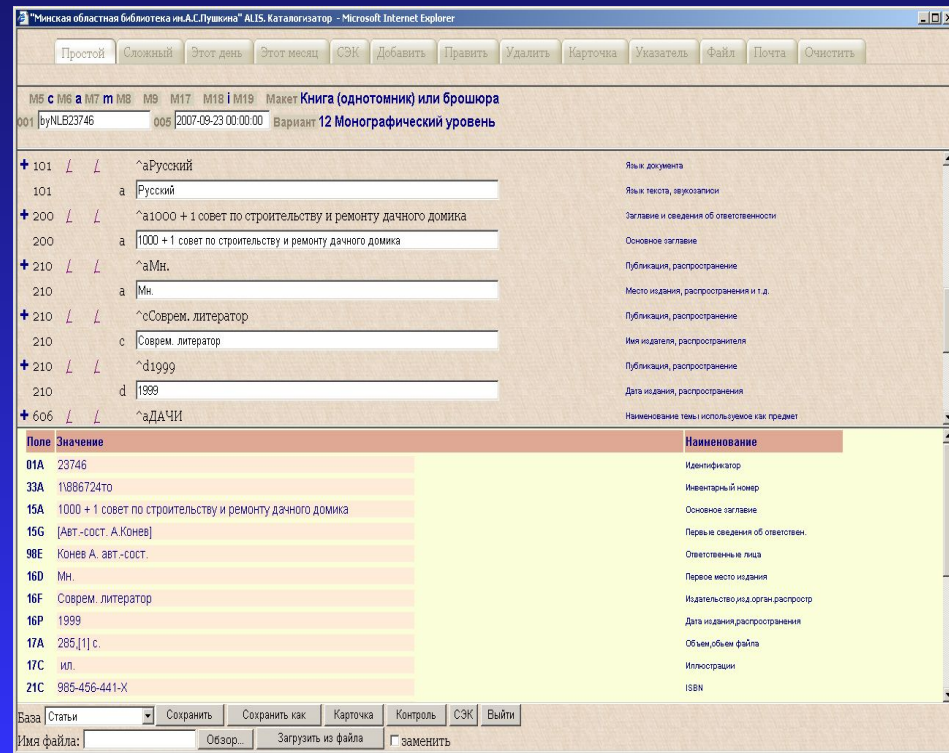 "Минская областная библиотека им.А.С.Пушкина" ALIS. Каталогизатор - Microsoft Internet Explorer
Простой Сложный Этот день Этот месяц СЭК Добавить Править Удалить Карточка Указатель Файл Почта Очистить
М5 с М6 а М7 m М8 М9 М17 М18 i М19 Макет Книга (однотомник) или брошюра
001 byNLB23746 005 2007-09-23 00:00:00 Вариант 12 Монографический уровень
+ 101 / / ^aРусский Язык документа
101 a Русский Язык текста, звукозаписи
+ 200 / / ^a1000 + 1 совет по строительству и ремонту дачного домика Заглавие и сведения об ответственности
200 a 1000 + 1 совет по строительству и ремонту дачного домика Основное заглавие
+ 210 / / ^aМн. Публикация, распространение
210 a Мн. Место издания, распространения и т.д.
+ 210 / / ^cСоврем. литератор Публикация, распространение
210 c Соврем. литератор Имя издателя, распространителя
+ 210 / / ^d1999 Публикация, распространение
210 d 1999 Дата издания, распространения
+ 606 / / ^aДАЧИ Наименование темы используемое как предмет
Поле Значение Наименование
01A 23746 Идентификатор
33A 1\886724то Инвентарный номер
15A 1000 + 1 совет по строительству и ремонту дачного домика Основное заглавие
15G [Авт.-сост. А.Конев] Первые сведения об ответствен.
98E Конев А. авт.-сост. Ответственные лица
16D Мн. Первое место издания
16F Соврем. литератор Издательство,изд.орган.распростр
16P 1999 Дата издания,распространения
17A 285,[1] с. Объем,объем файла
17C ил. Иллюстрации
21C 985-456-441-X ISBN
База Статьи Сохранить Сохранить как Карточка Контроль СЭК Выйти
Имя файла: Обзор... Загрузить из файла заменить